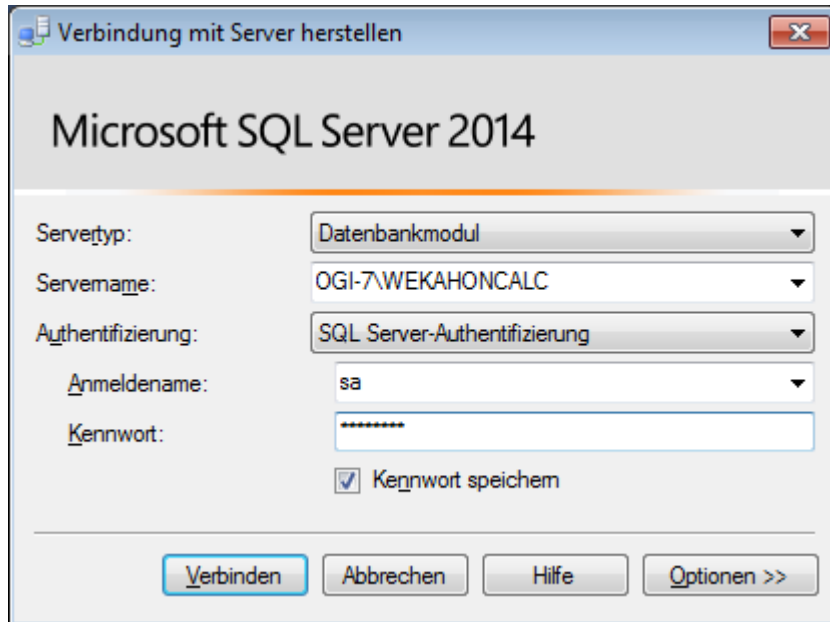 Verbindung mit Server herstellen
Microsoft SQL Server 2014
Servertyp: Datenbankmodul
Servername: OGI-7\WEKAHONCALC
Authentifizierung: SQL Server-Authentifizierung
Anmeldename: sa
Kennwort: ********
Kennwort speichern
Verbinden Abbrechen Hilfe Optionen >>